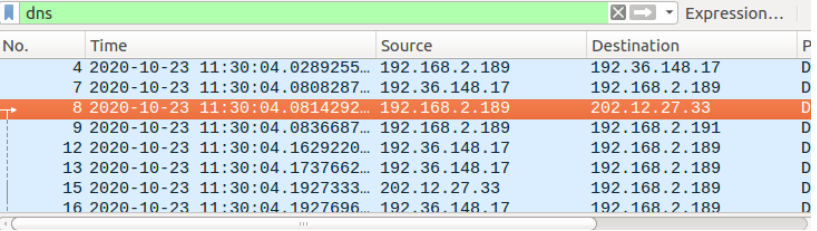 dns Expression…
No. Time Source Destination P
4 2020-10-23 11:30:04.0289255… 192.168.2.189 192.36.148.17 D
7 2020-10-23 11:30:04.0808287… 192.36.148.17 192.168.2.189 D
8 2020-10-23 11:30:04.0814292… 192.168.2.189 202.12.27.33 D
9 2020-10-23 11:30:04.0836687… 192.168.2.189 192.168.2.191 D
12 2020-10-23 11:30:04.1629220… 192.36.148.17 192.168.2.189 D
13 2020-10-23 11:30:04.1737662… 192.36.148.17 192.168.2.189 D
15 2020-10-23 11:30:04.1927333… 202.12.27.33 192.168.2.189 D
16 2020-10-23 11:30:04.1927696… 192.36.148.17 192.168.2.189 D